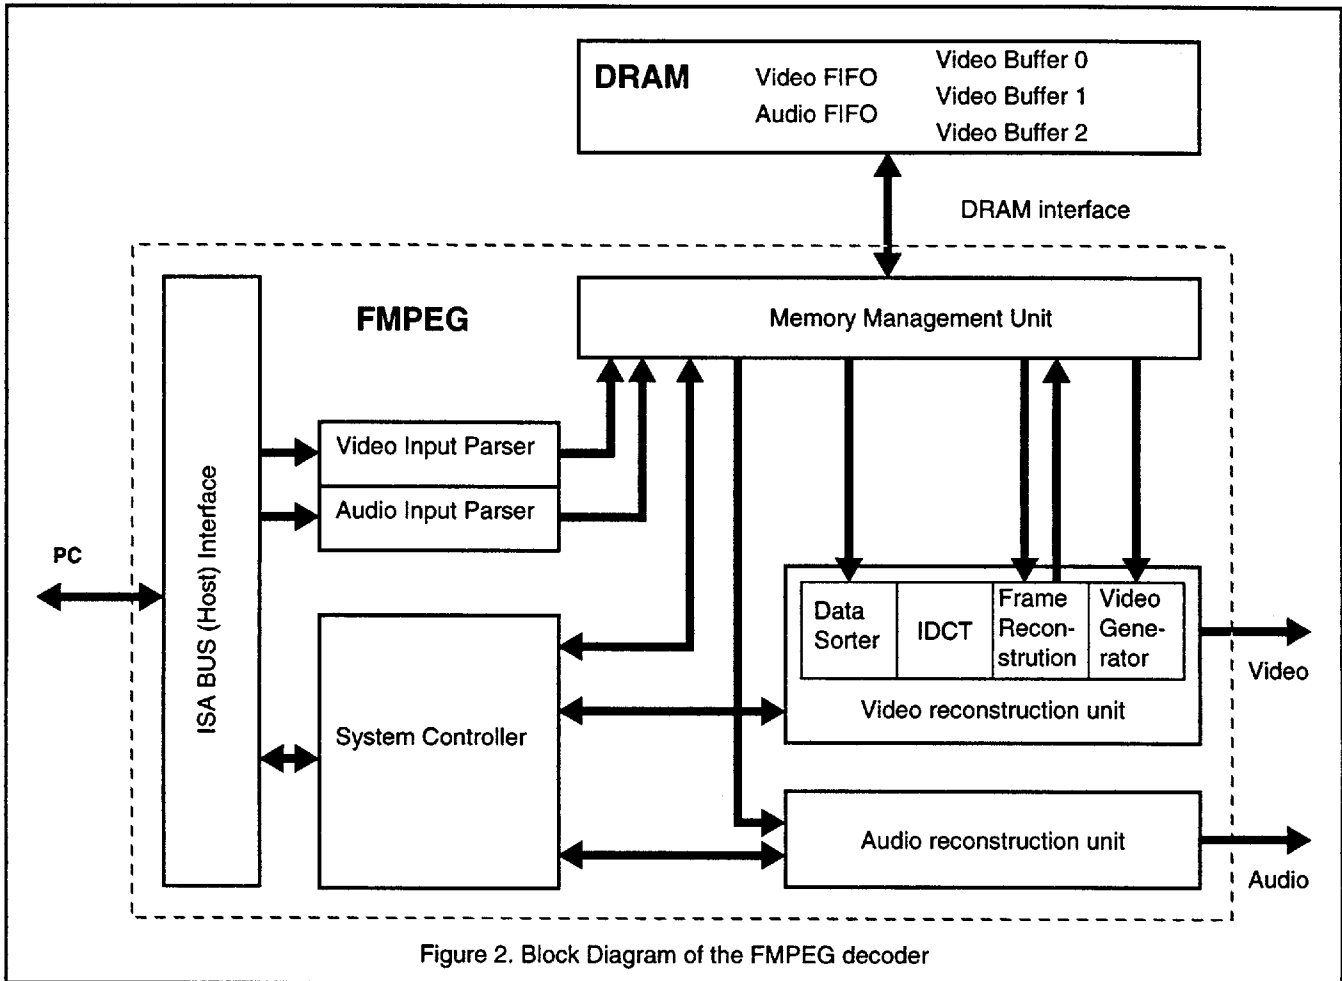 DRAM
Video FIFO
Audio FIFO
Video Buffer 0
Video Buffer 1
Video Buffer 2
DRAM interface
FMPEG
Memory Management Unit
ISA BUS (Host) Interface
Video Input Parser
Audio Input Parser
PC
System Controller
Data
Sorter
IDCT
Frame
Recon-
strution
Video
Gene-
rator
Video reconstruction unit
Video
Audio reconstruction unit
Audio
Figure 2. Block Diagram of the FMPEG decoder